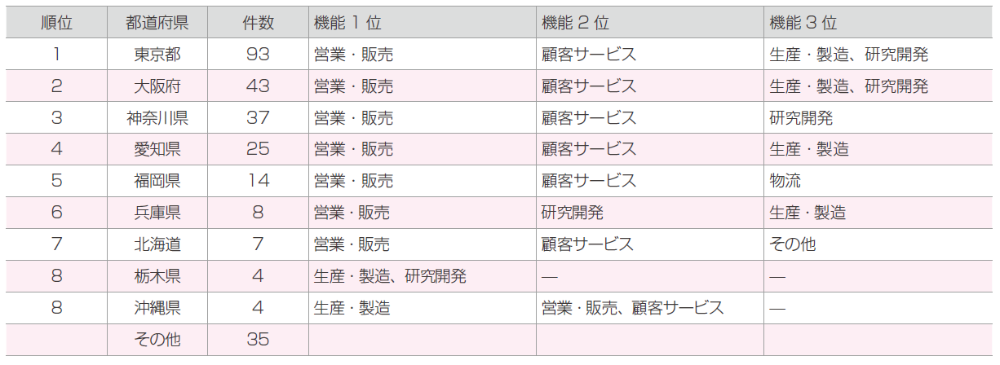 順位 都道府県 件数 機能1位 機能2位 機能3位
1 東京都 93 営業・販売 顧客サービス 生産・製造、研究開発
2 大阪府 43 営業・販売 顧客サービス 生産・製造、研究開発
3 神奈川県 37 営業・販売 顧客サービス 研究開発
4 愛知県 25 営業・販売 顧客サービス 生産・製造
5 福岡県 14 営業・販売 顧客サービス 物流
6 兵庫県 8 営業・販売 研究開発 生産・製造
7 北海道 7 営業・販売 顧客サービス その他
8 栃木県 4 生産・製造、研究開発 — —
8 沖縄県 4 生産・製造 営業・販売、顧客サービス —
その他 35